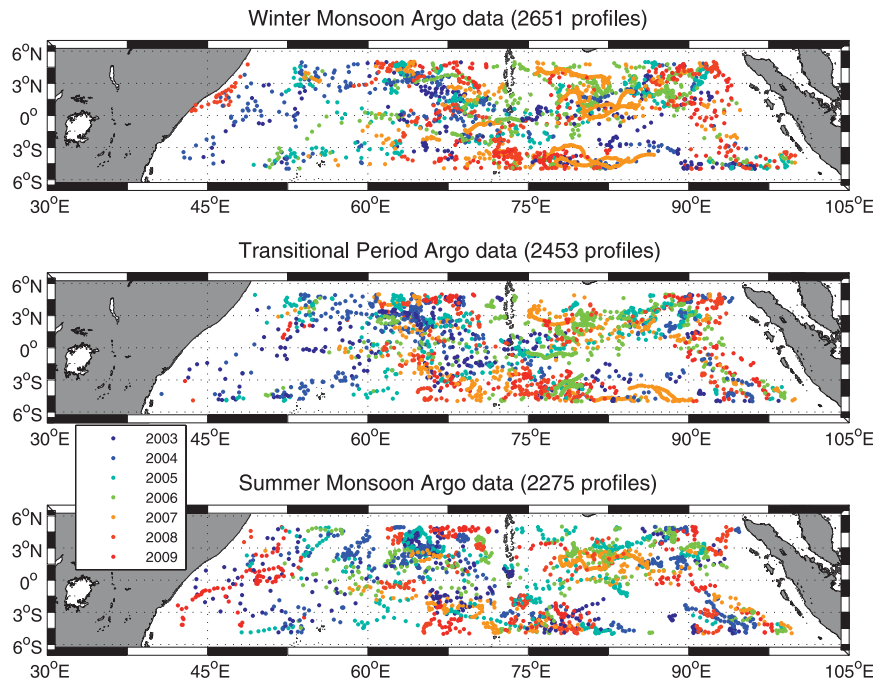 Winter Monsoon Argo data (2651 profiles)
6°N
3°N
0°
3°S
6°S
30°E 45°E 60°E 75°E 90°E 105°E
Transitional Period Argo data (2453 profiles)
6°N
3°N
0°
3°S
6°S
30°E 45°E 60°E 75°E 90°E 105°E
2003
2004
2005
2006
2007
2008
2009
Summer Monsoon Argo data (2275 profiles)
6°N
3°N
0°
3°S
6°S
30°E 45°E 60°E 75°E 90°E 105°E